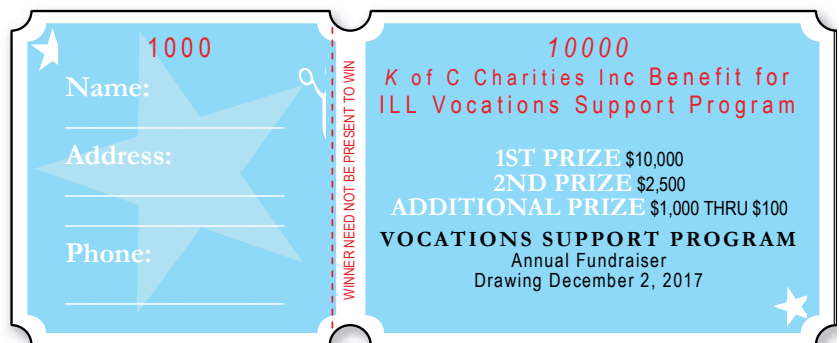 1000
Name:
Address:
Phone:
WINNER NEED NOT BE PRESENT TO WIN
10000
K of C Charities Inc Benefit for
ILL Vocations Support Program
1ST PRIZE $10,000
2ND PRIZE $2,500
ADDITIONAL PRIZE $1,000 THRU $100
VOCATIONS SUPPORT PROGRAM
Annual Fundraiser
Drawing December 2, 2017